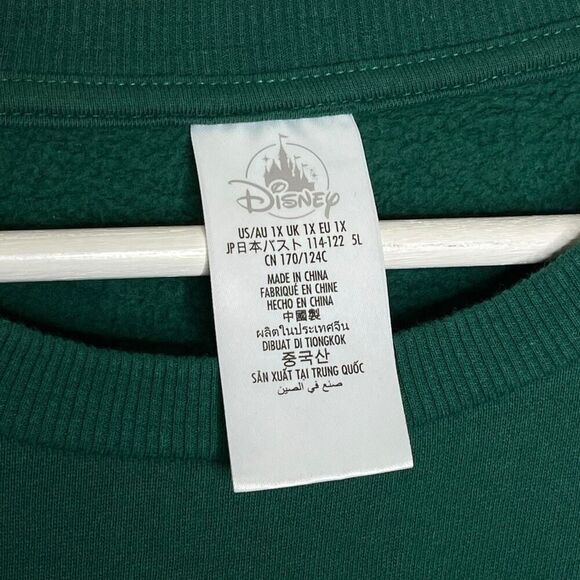 Disney
US/AU 1X UK 1X EU 1X
JP日本バスト 114-122 5L
CN 170/124C
MADE IN CHINA
FABRIQUÉ EN CHINE
HECHO EN CHINA
中國製
ผลิตในประเทศจีน
DIBUAT DI TIONGKOK
중국산
SẢN XUẤT TẠI TRUNG QUỐC
صنع في الصين